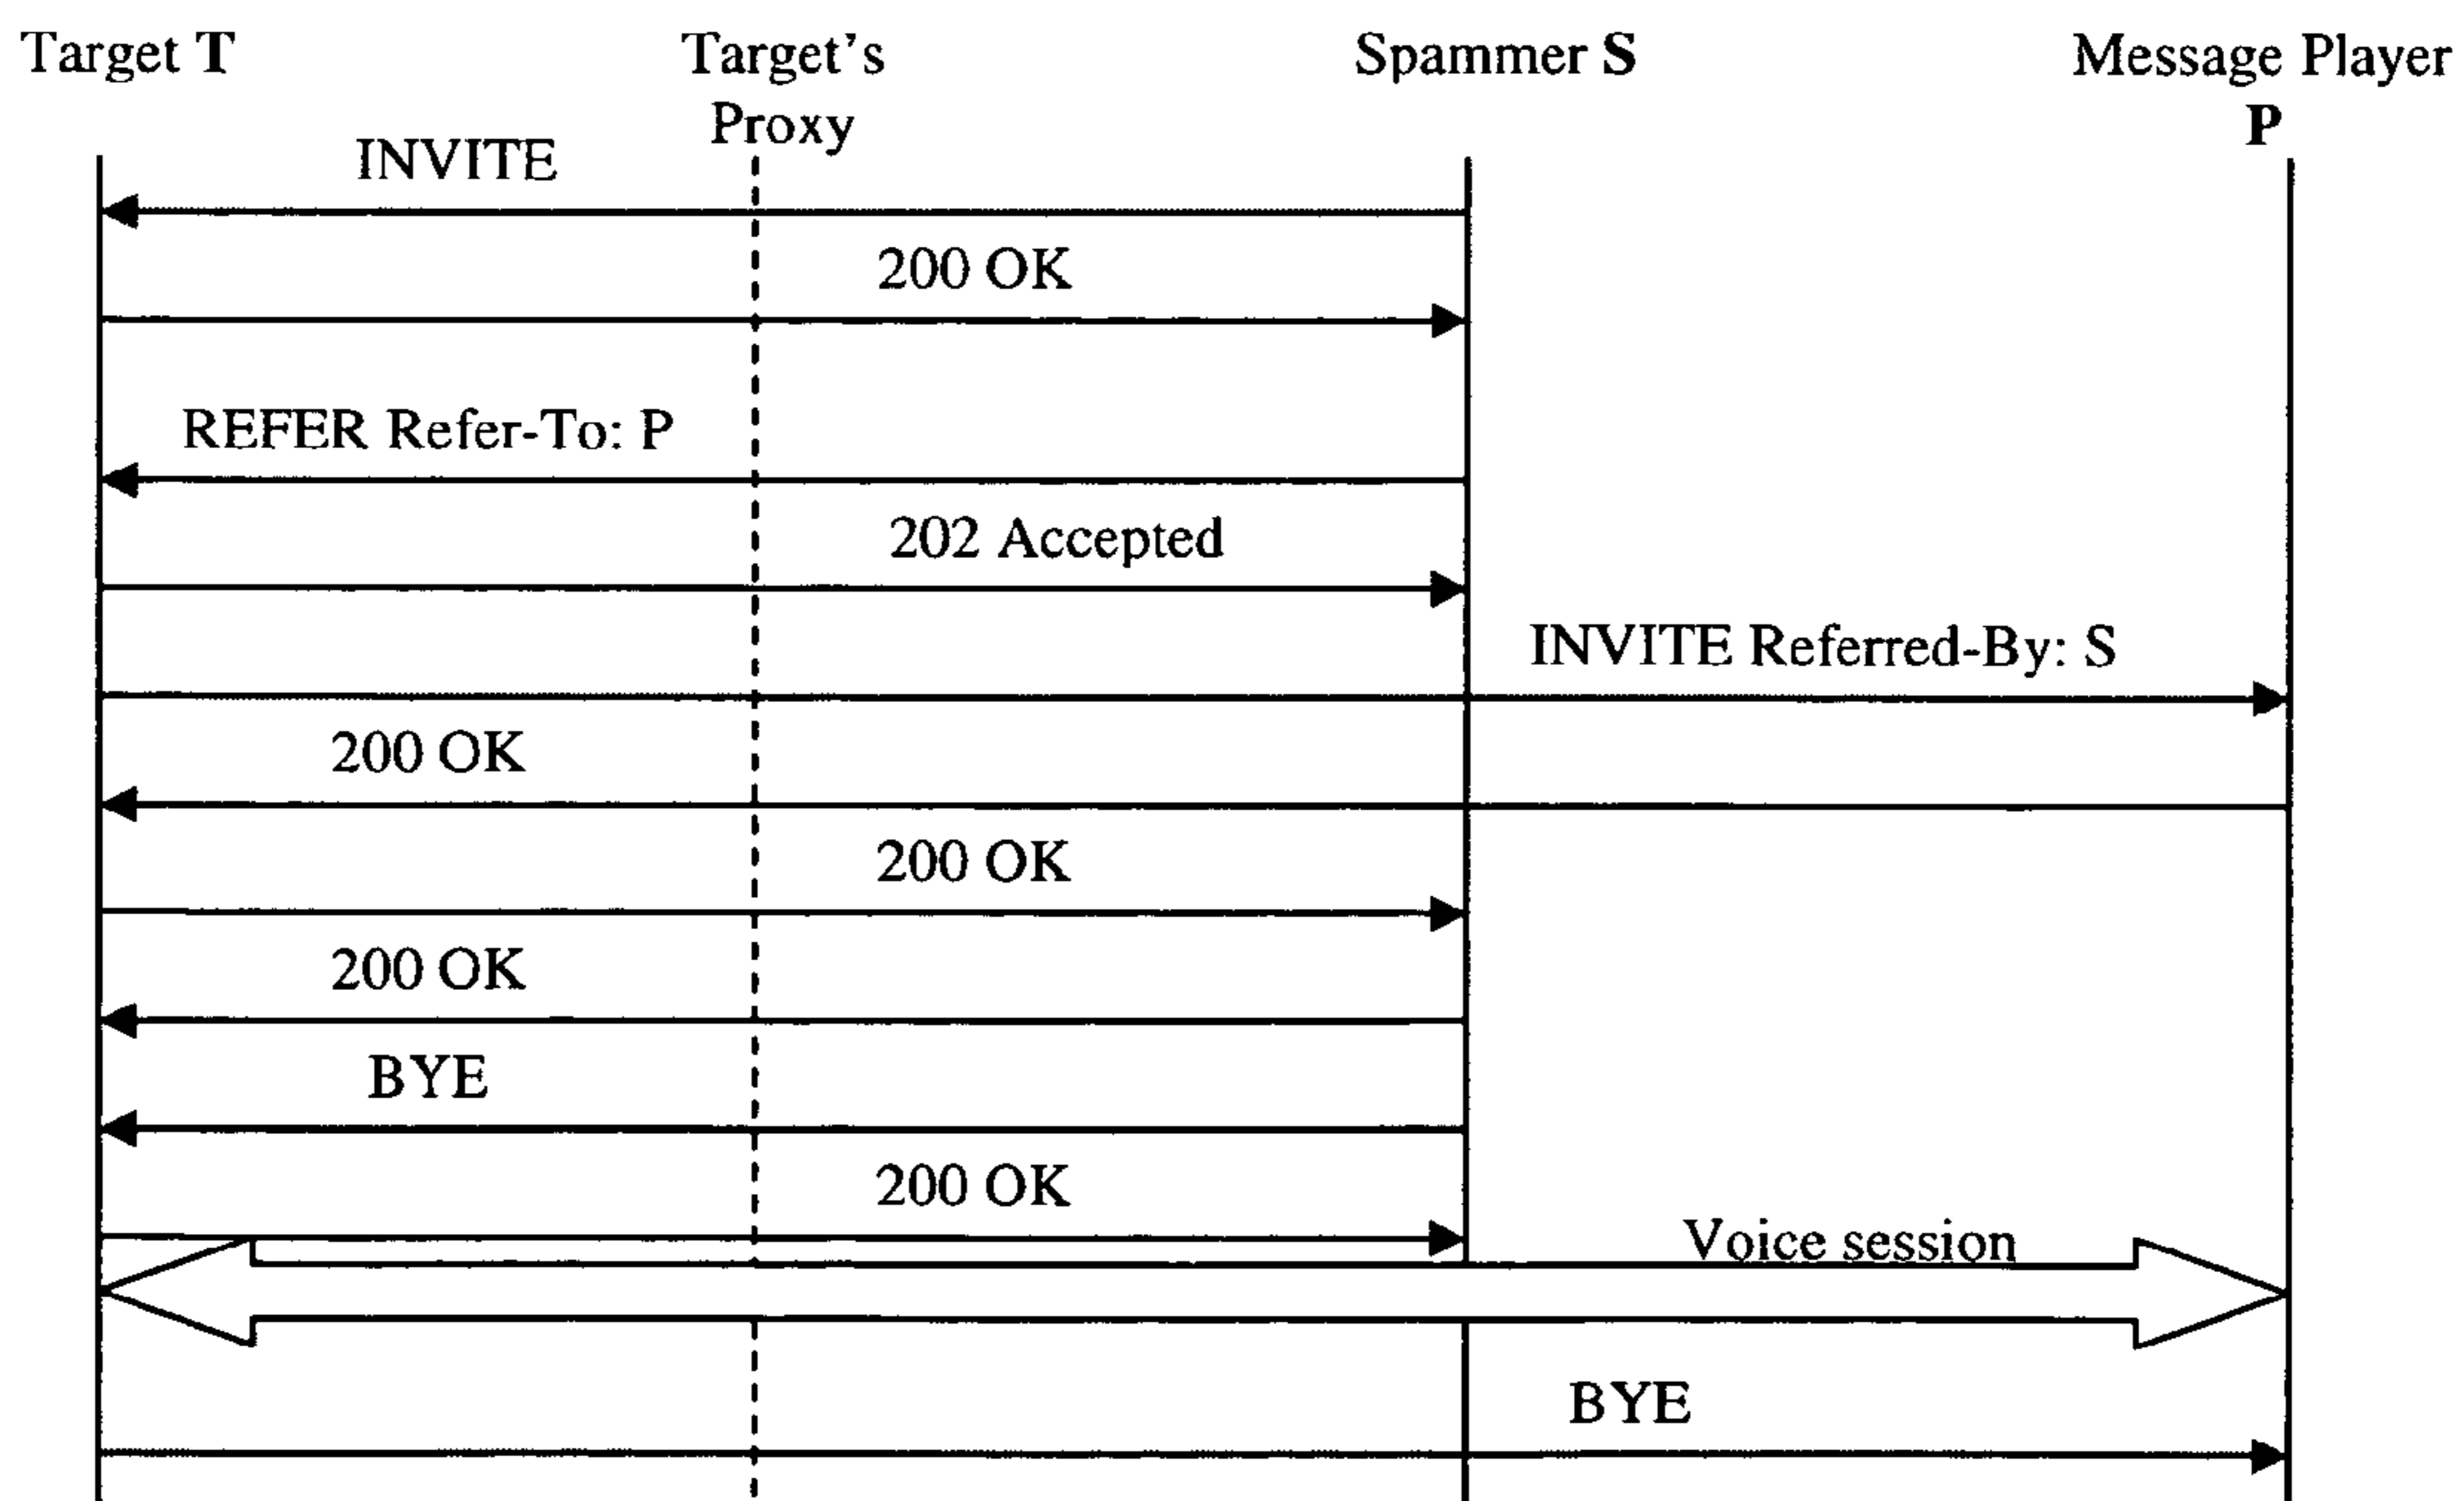 Target T
Target's
Proxy
Spammer S
Message Player
P
INVITE
200 OK
REFER Refer-To: P
202 Accepted
INVITE Referred-By: S
200 OK
200 OK
200 OK
BYE
200 OK
Voice session
BYE